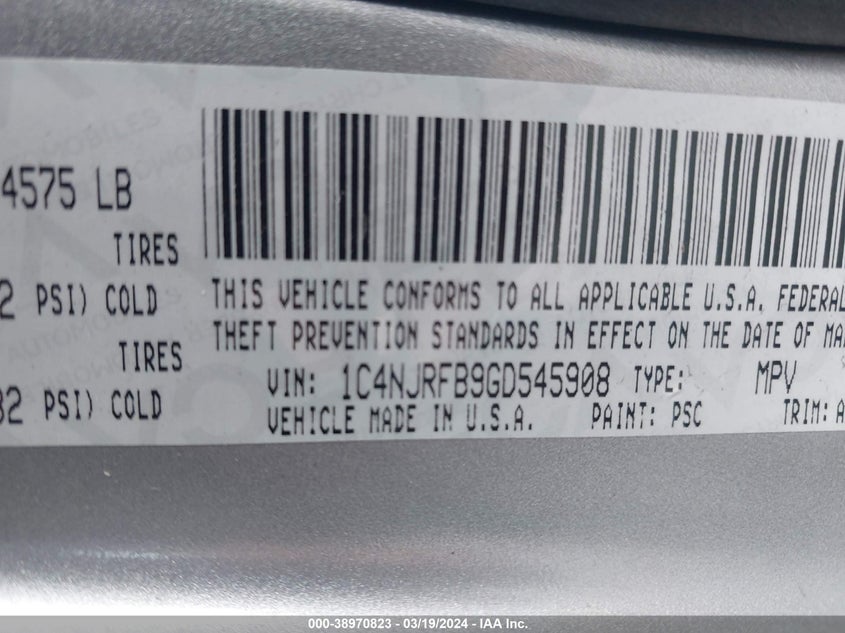 4575 LB
TIRES
2 PSI) COLD
TIRES
32 PSI) COLD
THIS VEHICLE CONFORMS TO ALL APPLICABLE U.S.A. FEDERAL
THEFT PREVENTION STANDARDS IN EFFECT ON THE DATE OF MA
VIN: 1C4NJRFB9GD545908 TYPE: MPV
VEHICLE MADE IN U.S.A. PAINT: PSC TRIM: A
000-38970823 - 03/19/2024 - IAA Inc.